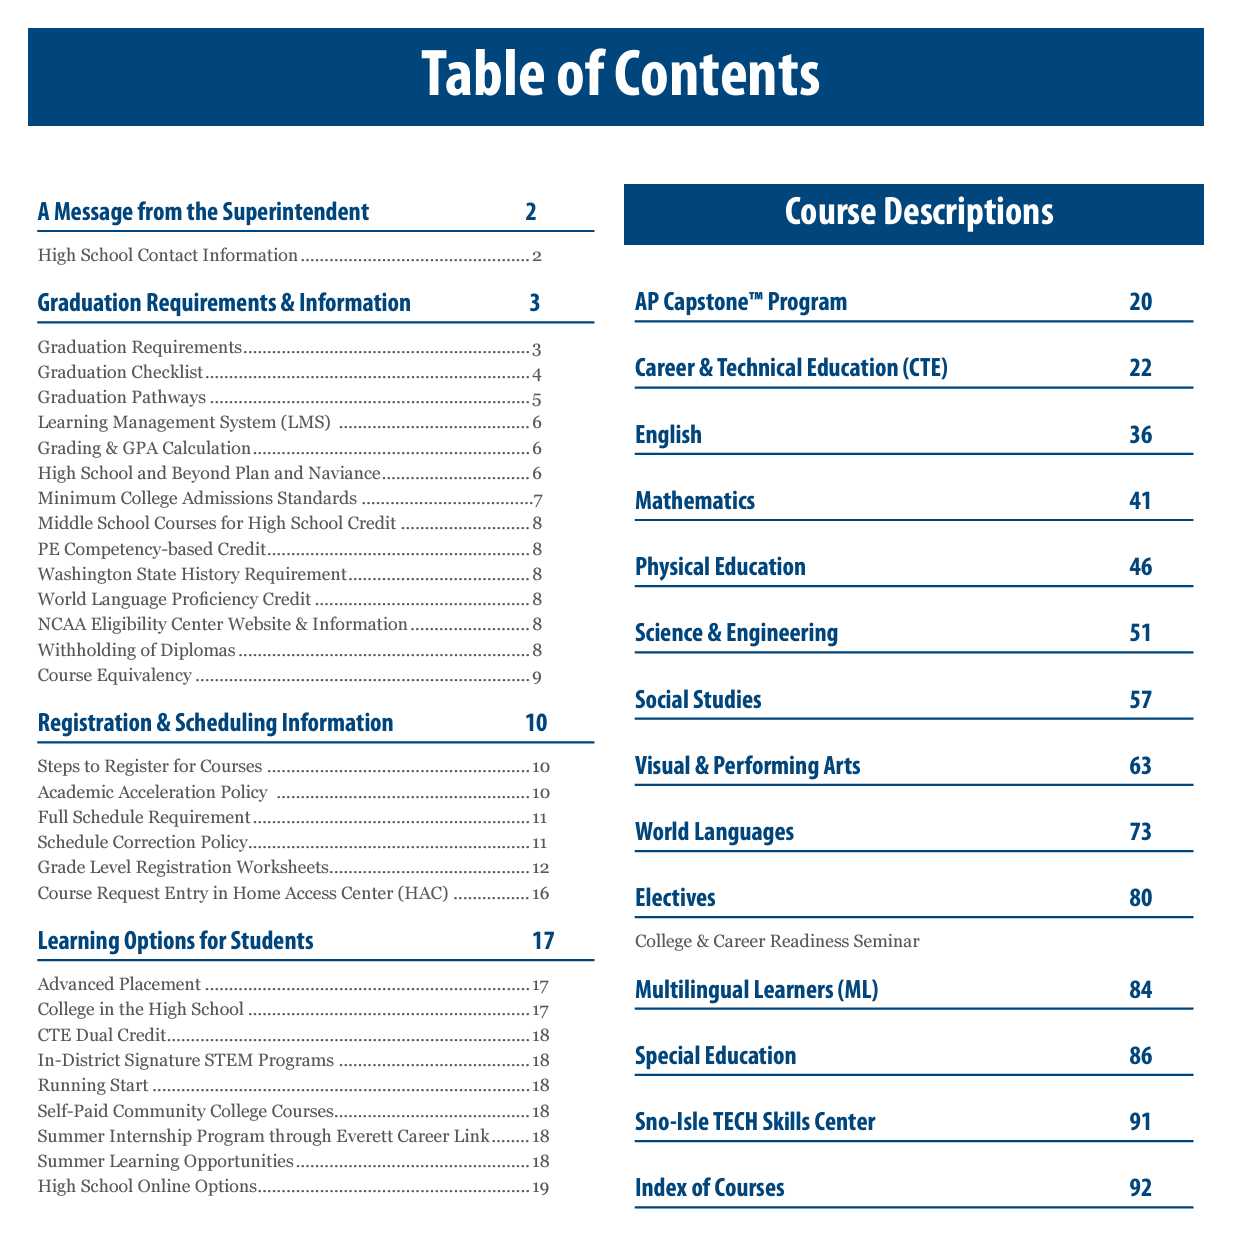 Table of Contents
A Message from the Superintendent 2
High School Contact Information................................................2
Graduation Requirements & Information 3
Graduation Requirements............................................................3
Graduation Checklist....................................................................4
Graduation Pathways ...................................................................5
Learning Management System (LMS) ........................................6
Grading & GPA Calculation..........................................................6
High School and Beyond Plan and Naviance...............................6
Minimum College Admissions Standards ....................................7
Middle School Courses for High School Credit ...........................8
PE Competency-based Credit.......................................................8
Washington State History Requirement......................................8
World Language Proficiency Credit .............................................8
NCAA Eligibility Center Website & Information.........................8
Withholding of Diplomas .............................................................8
Course Equivalency ......................................................................9
Registration & Scheduling Information 10
Steps to Register for Courses .......................................................10
Academic Acceleration Policy .....................................................10
Full Schedule Requirement..........................................................11
Schedule Correction Policy...........................................................11
Grade Level Registration Worksheets..........................................12
Course Request Entry in Home Access Center (HAC) ................16
Learning Options for Students 17
Advanced Placement ....................................................................17
College in the High School ...........................................................17
CTE Dual Credit............................................................................18
In-District Signature STEM Programs ........................................18
Running Start ...............................................................................18
Self-Paid Community College Courses.........................................18
Summer Internship Program through Everett Career Link........18
Summer Learning Opportunities.................................................18
High School Online Options.........................................................19
Course Descriptions
AP Capstone™ Program 20
Career & Technical Education (CTE) 22
English 36
Mathematics 41
Physical Education 46
Science & Engineering 51
Social Studies 57
Visual & Performing Arts 63
World Languages 73
Electives 80
College & Career Readiness Seminar
Multilingual Learners (ML) 84
Special Education 86
Sno-Isle TECH Skills Center 91
Index of Courses 92